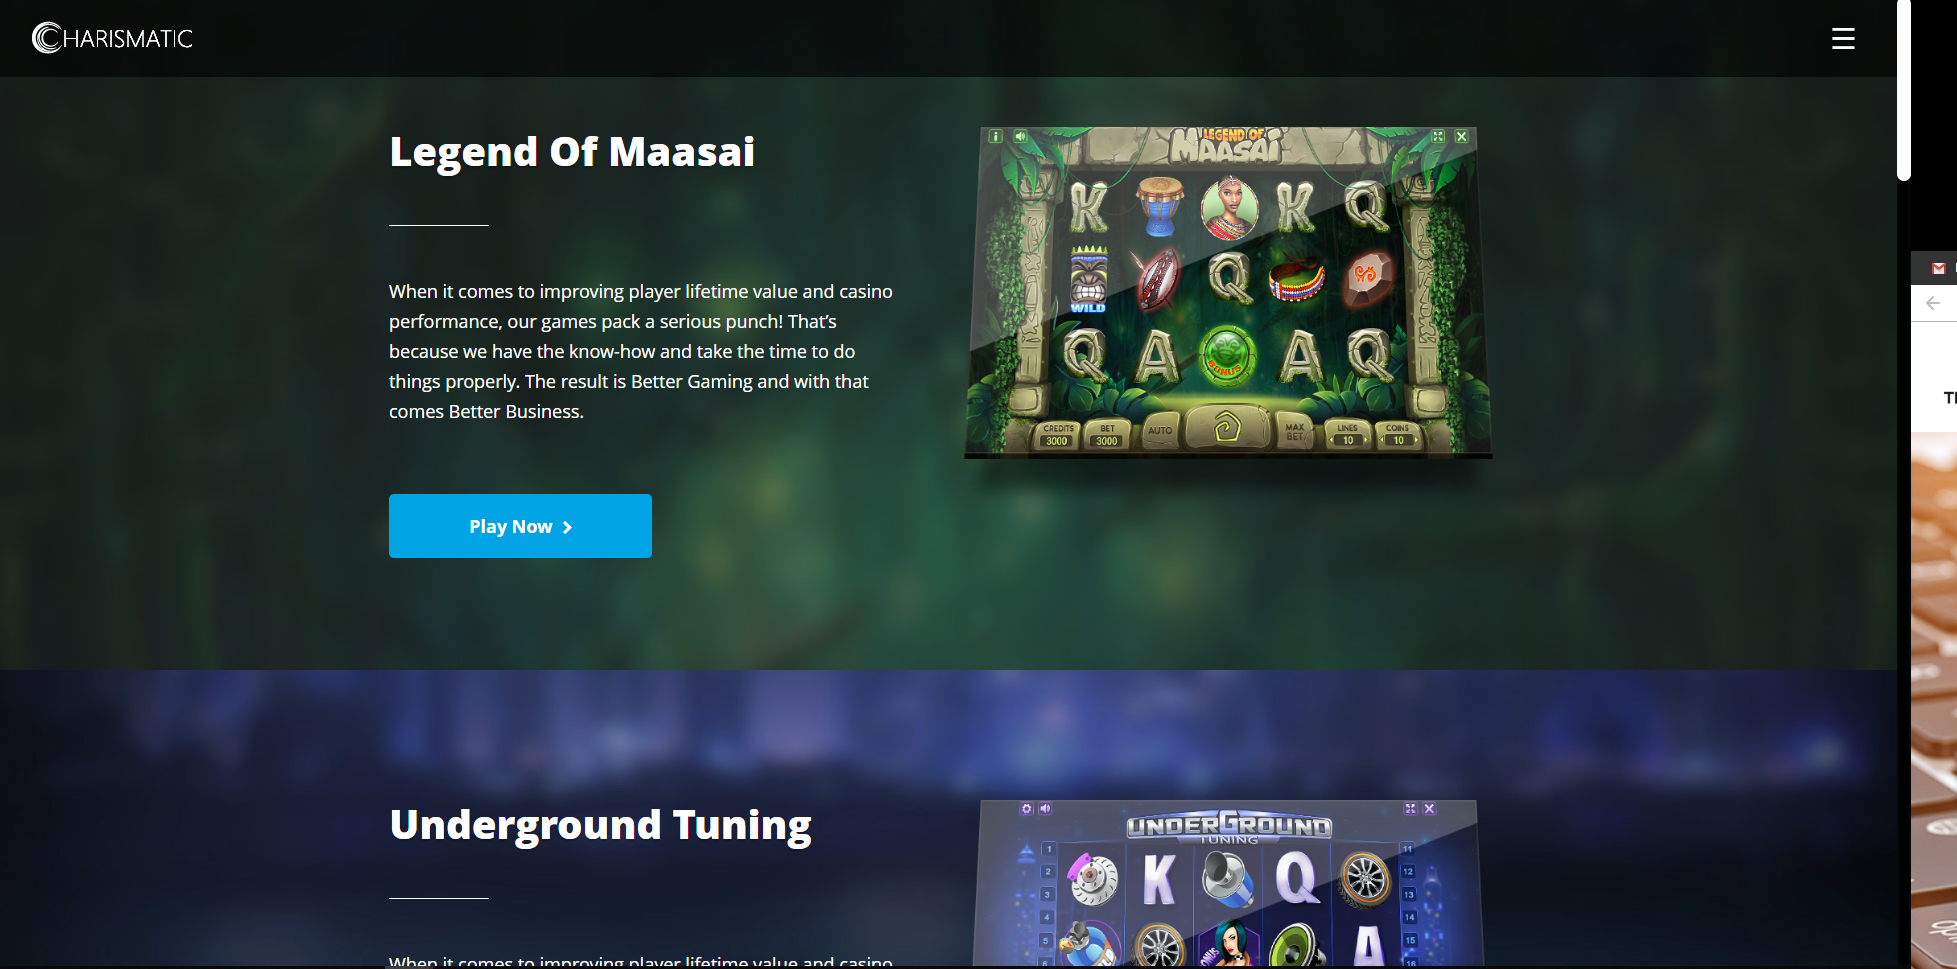 CHARISMATIC
Legend Of Maasai
When it comes to improving player lifetime value and casino
performance, our games pack a serious punch! That's
because we have the know-how and take the time to do
things properly. The result is Better Gaming and with that
comes Better Business.
Play Now
LEGEND OF
MAASAI
K K Q
WILD Q
Q A BONUS A Q
CREDITS BET AUTO MAX LINES COINS
3000 3000 BET 10 10
Underground Tuning
When it comes to improving player lifetime value and casino
UNDERGROUND
TUNING
1 11
2 K Q 12
3 13
4 14
5 A 15
6 16